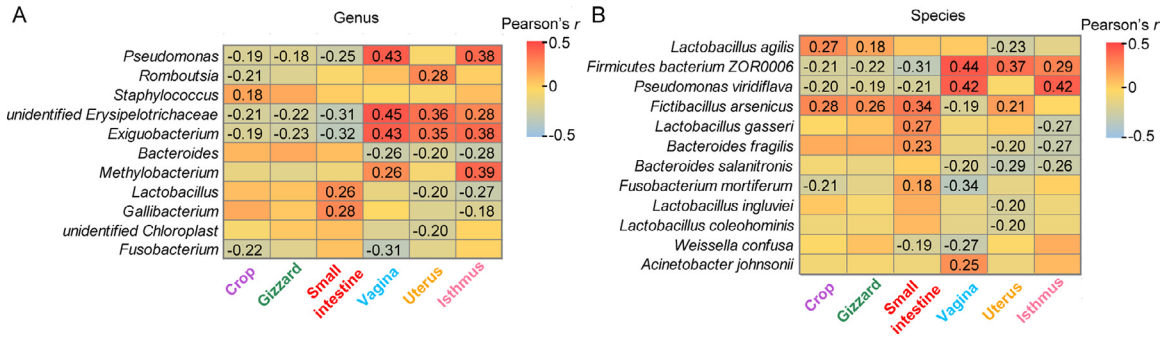 A
Genus
Pearson's r
0.5
0
-0.5
Pseudomonas -0.19 -0.18 -0.25 0.43 0.38
Romboutsia -0.21 0.28
Staphylococcus 0.18
unidentified Erysipelotrichaceae -0.21 -0.22 -0.31 0.45 0.36 0.28
Exiguobacterium -0.19 -0.23 -0.32 0.43 0.35 0.38
Bacteroides -0.26 -0.20 -0.28
Methylobacterium 0.26 0.39
Lactobacillus 0.26 -0.20 -0.27
Gallibacterium 0.28 -0.18
unidentified Chloroplast -0.20
Fusobacterium -0.22 -0.31
Crop
Gizzard
Small
intestine
Vagina
Uterus
Isthmus
B
Species
Pearson's r
0.5
0
-0.5
Lactobacillus agilis 0.27 0.18 -0.23
Firmicutes bacterium ZOR0006 -0.21 -0.22 -0.31 0.44 0.37 0.29
Pseudomonas viridiflava -0.20 -0.19 -0.21 0.42 0.42
Fictibacillus arsenicus 0.28 0.26 0.34 -0.19 0.21
Lactobacillus gasseri 0.27 -0.27
Bacteroides fragilis 0.23 -0.20 -0.27
Bacteroides salanitronis -0.20 -0.29 -0.26
Fusobacterium mortiferum -0.21 0.18 -0.34
Lactobacillus ingluviei -0.20
Lactobacillus coleohominis -0.20
Weissella confusa -0.19 -0.27
Acinetobacter johnsonii 0.25
Crop
Gizzard
Small
intestine
Vagina
Uterus
Isthmus